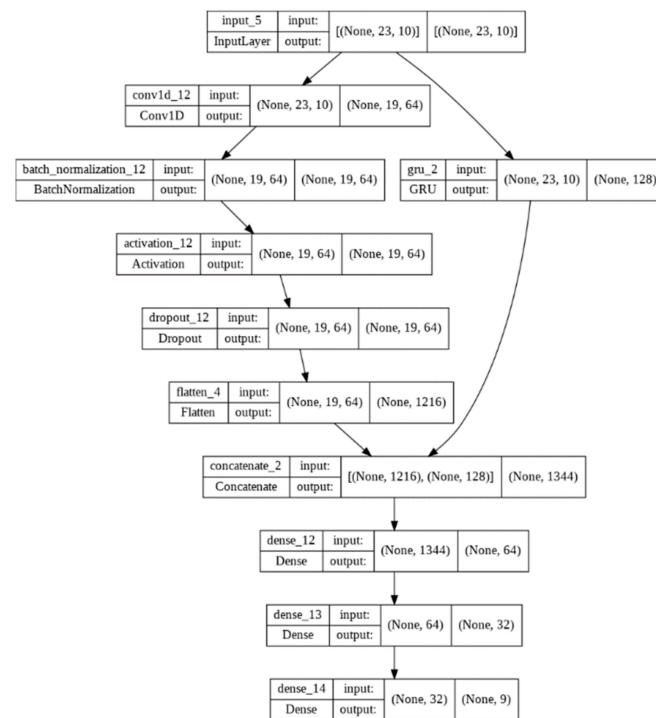 input_5 input: [(None, 23, 10)] [(None, 23, 10)]
InputLayer output:
conv1d_12 input: (None, 23, 10) (None, 19, 64)
Conv1D output:
batch_normalization_12 input: (None, 19, 64) (None, 19, 64)
BatchNormalization output:
gru_2 input: (None, 23, 10) (None, 128)
GRU output:
activation_12 input: (None, 19, 64) (None, 19, 64)
Activation output:
dropout_12 input: (None, 19, 64) (None, 19, 64)
Dropout output:
flatten_4 input: (None, 19, 64) (None, 1216)
Flatten output:
concatenate_2 input: [(None, 1216), (None, 128)] (None, 1344)
Concatenate output:
dense_12 input: (None, 1344) (None, 64)
Dense output:
dense_13 input: (None, 64) (None, 32)
Dense output:
dense_14 input: (None, 32) (None, 9)
Dense output: